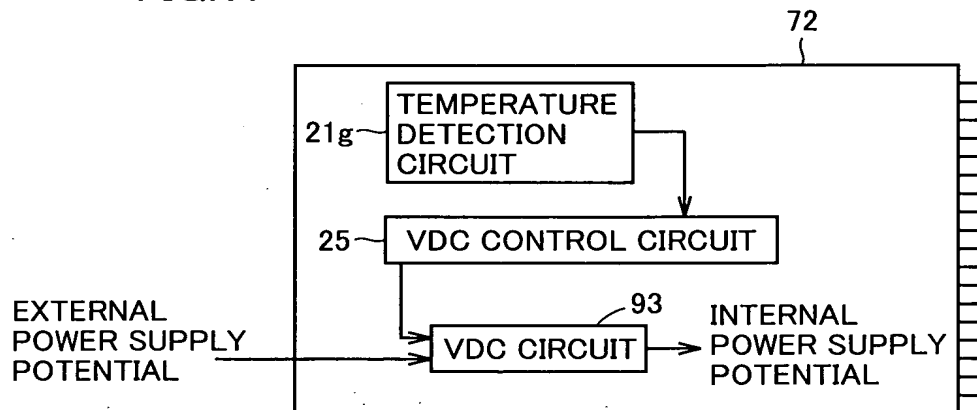 72
TEMPERATURE
DETECTION
CIRCUIT
21g
25
VDC CONTROL CIRCUIT
93
EXTERNAL
POWER SUPPLY
POTENTIAL
VDC CIRCUIT
INTERNAL
POWER SUPPLY
POTENTIAL